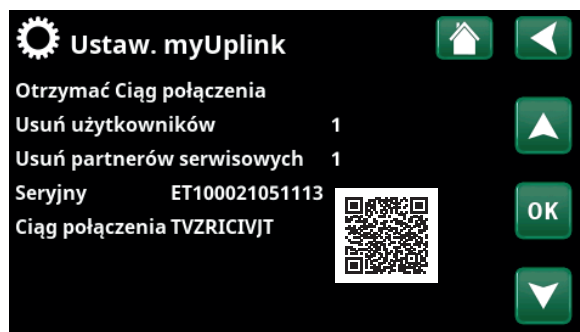 Ustaw. myUplink
Otrzymać Ciąg połączenia
Usuń użytkowników 1
Usuń partnerów serwisowych 1
Seryjny ET100021051113
Ciąg połączenia TVZRICIVJT
OK